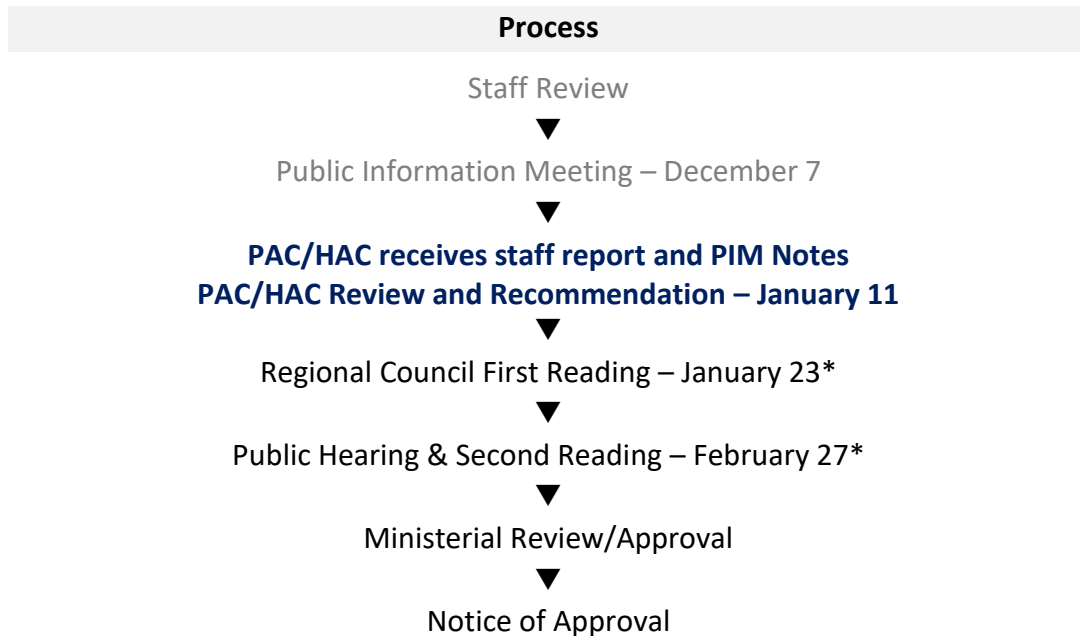 Process
Staff Review
Public Information Meeting – December 7
PAC/HAC receives staff report and PIM Notes
PAC/HAC Review and Recommendation – January 11
Regional Council First Reading – January 23*
Public Hearing & Second Reading – February 27*
Ministerial Review/Approval
Notice of Approval